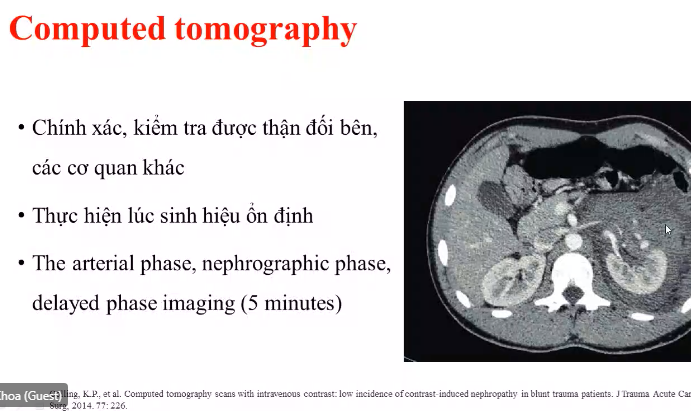 Computed tomography
• Chính xác, kiểm tra được thận đối bên,
các cơ quan khác
• Thực hiện lúc sinh hiệu ổn định
• The arterial phase, nephrographic phase,
delayed phase imaging (5 minutes)
hoa (Guest)
ling, K.P., et al. Computed tomography scans with intravenous contrast: low incidence of contrast-induced nephropathy in blunt trauma patients. J Trauma Acute Car
Surg, 2014. 77: 226.